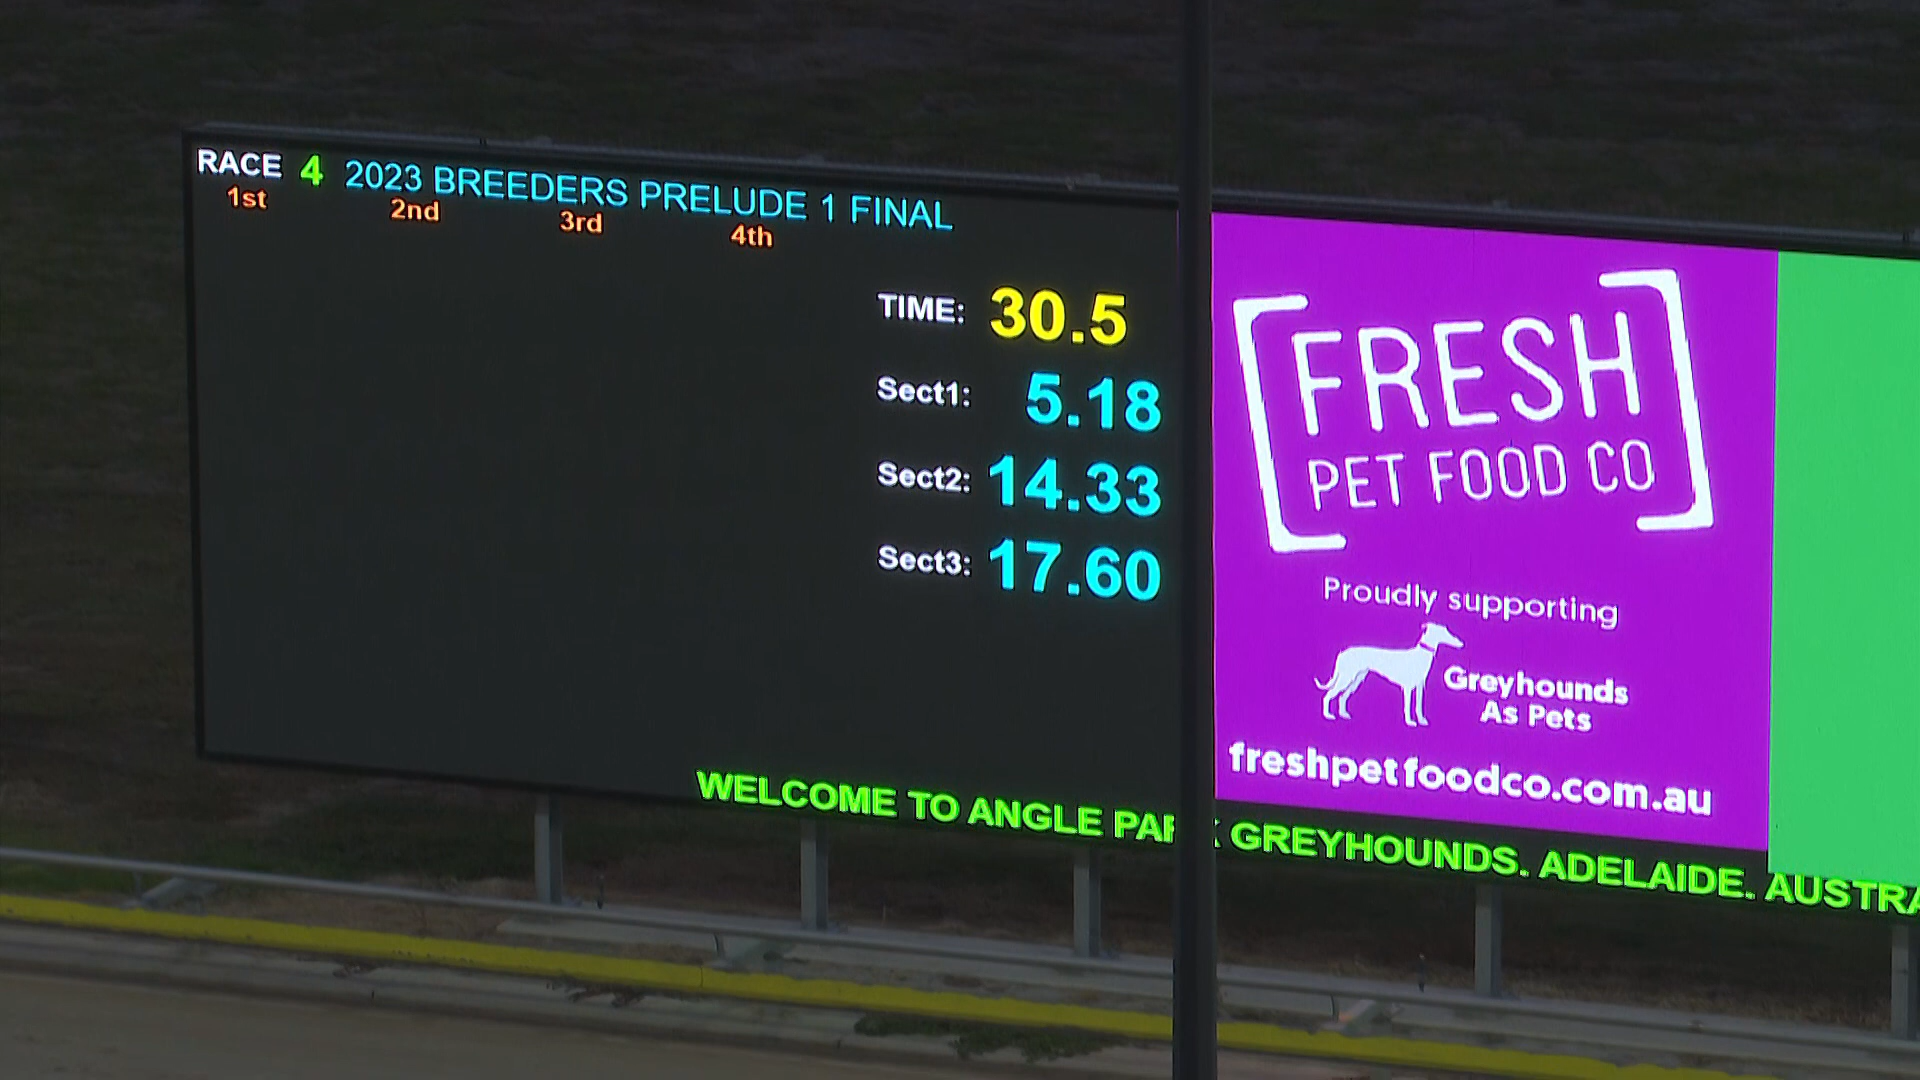 RACE 4 2023 BREEDERS PRELUDE 1 FINAL
1st 2nd 3rd 4th
TIME: 30.5
Sect1: 5.18
Sect2: 14.33
Sect3: 17.60
FRESH
PET FOOD CO
Proudly supporting
Greyhounds
As Pets
freshpetfoodco.com.au
WELCOME TO ANGLE PARK GREYHOUNDS. ADELAIDE. AUSTRA